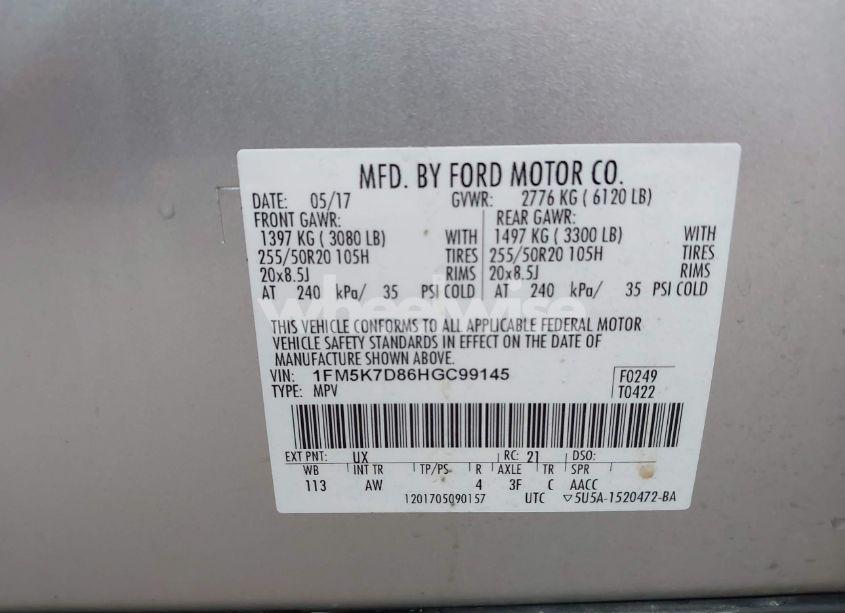 MFD. BY FORD MOTOR CO.
DATE: 05/17 GVWR: 2776 KG ( 6120 LB)
FRONT GAWR: REAR GAWR:
1397 KG ( 3080 LB) WITH 1497 KG ( 3300 LB) WITH
255/50R20 105H TIRES 255/50R20 105H TIRES
20x8.5J RIMS 20x8.5J RIMS
AT 240 kPa/ 35 PSI COLD AT 240 kPa/ 35 PSI COLD
wheelwise
THIS VEHICLE CONFORMS TO ALL APPLICABLE FEDERAL MOTOR
VEHICLE SAFETY STANDARDS IN EFFECT ON THE DATE OF
MANUFACTURE SHOWN ABOVE.
VIN: 1FM5K7D86HGC99145 F0249
TYPE: MPV T0422
EXT PNT: UX RC: 21 DSO:
WB INT TR TP/PS R AXLE TR SPR
113 AW 4 3F C AACC
1201705090157 UTC ▽5U5A-1520472-BA